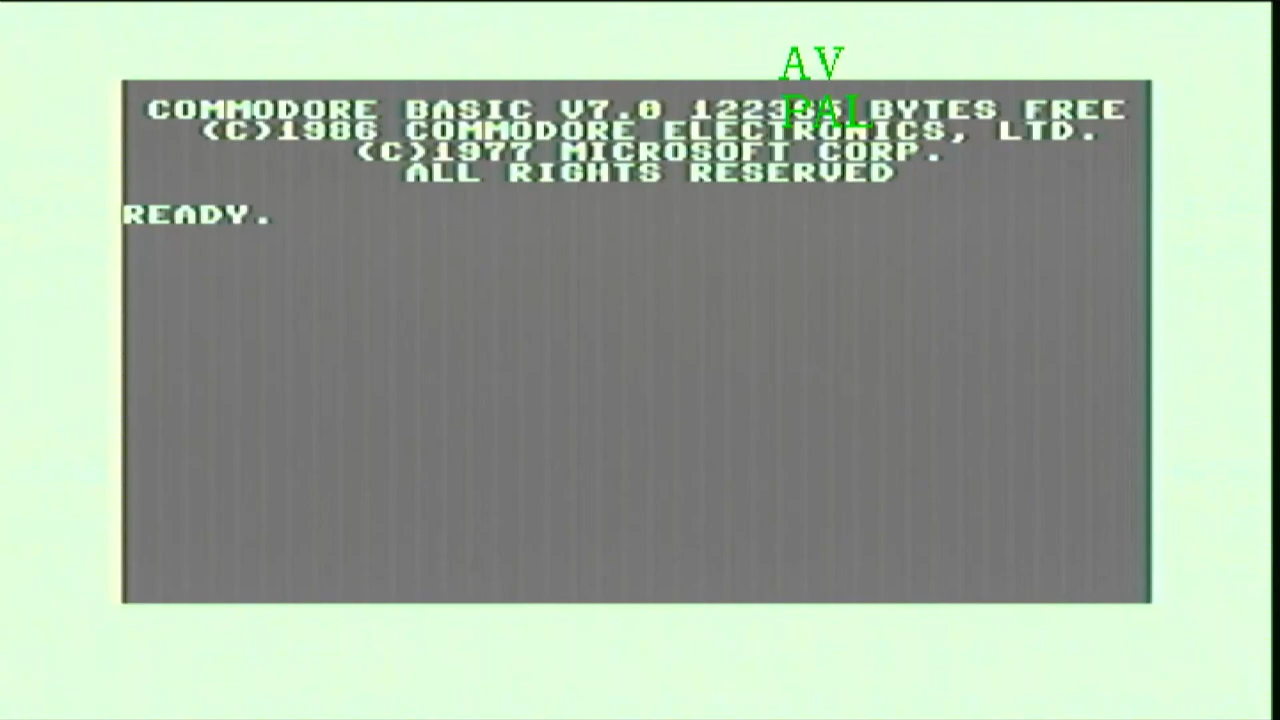 AV
PAL
COMMODORE BASIC V7.0 122365 BYTES FREE
(C)1986 COMMODORE ELECTRONICS, LTD.
(C)1977 MICROSOFT CORP.
ALL RIGHTS RESERVED
READY.